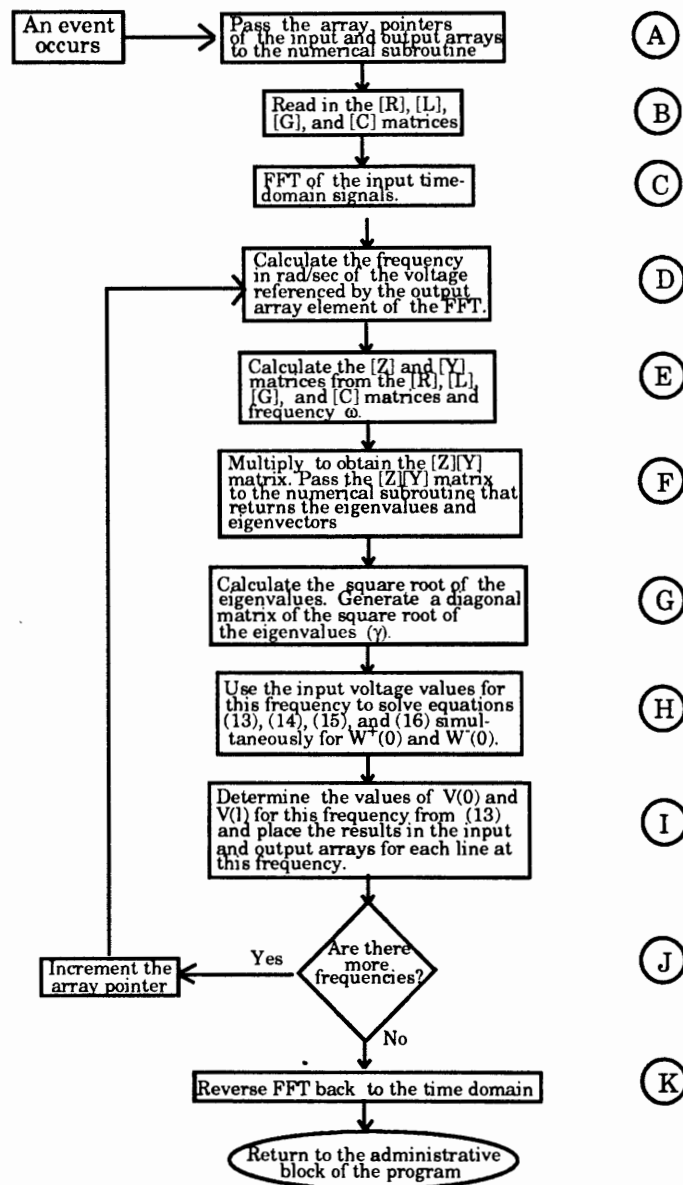 An event
occurs
Pass the array pointers
of the input and output arrays
to the numerical subroutine
A
Read in the [R], [L],
[G], and [C] matrices
B
FFT of the input time-
domain signals.
C
Calculate the frequency
in rad/sec of the voltage
referenced by the output
array element of the FFT.
D
Calculate the [Z] and [Y]
matrices from the [R], [L],
[G], and [C] matrices and
frequency ω.
E
Multiply to obtain the [Z][Y]
matrix. Pass the [Z][Y] matrix
to the numerical subroutine that
returns the eigenvalues and
eigenvectors
F
Calculate the square root of the
eigenvalues. Generate a diagonal
matrix of the square root of
the eigenvalues (γ).
G
Use the input voltage values for
this frequency to solve equations
(13), (14), (15), and (16) simul-
taneously for W⁺(0) and W⁻(0).
H
Determine the values of V(0) and
V(l) for this frequency from (13)
and place the results in the input
and output arrays for each line at
this frequency.
I
Are there
more
frequencies?
J
Yes
Increment the
array pointer
No
Reverse FFT back to the time domain
K
Return to the administrative
block of the program